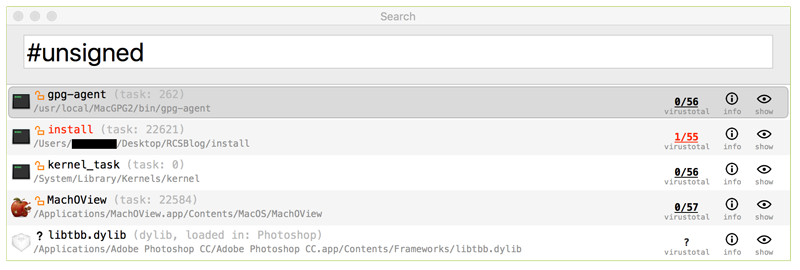 Search
#unsigned
gpg-agent (task: 262)
/usr/local/MacGPG2/bin/gpg-agent
0/56
virustotal
info
show
install (task: 22621)
/Users/ /Desktop/RCSBlog/install
1/55
virustotal
info
show
kernel_task (task: 0)
/System/Library/Kernels/kernel
0/56
virustotal
info
show
MachOView (task: 22584)
/Applications/MachOView.app/Contents/MacOS/MachOView
0/57
virustotal
info
show
? libtbb.dylib (dylib, loaded in: Photoshop)
/Applications/Adobe Photoshop CC/Adobe Photoshop CC.app/Contents/Frameworks/libtbb.dylib
?
virustotal
info
show